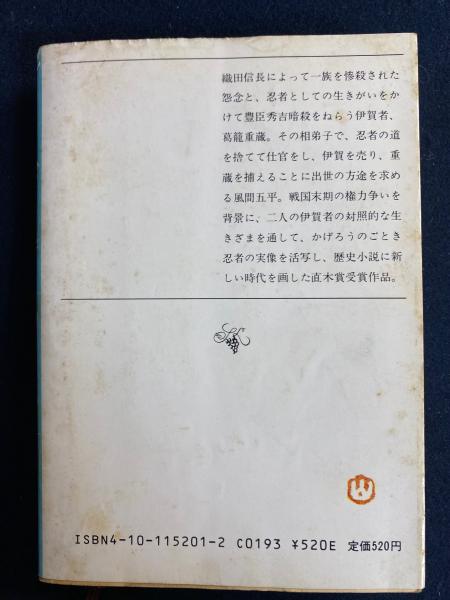 織田信長によって一族を惨殺された
怨念と、忍者としての生きがいをか
けて豊臣秀吉暗殺をねらう伊賀者、
葛籠重蔵。その相弟子で、忍者の道
を捨てて仕官をし、伊賀を売り、重
蔵を捕えることに出世の方途を求め
る風間五平。戦国末期の権力争いを
背景に、二人の伊賀者の対照的な生
きざまを通して、かげろうのごとき
忍者の実像を活写し、歴史小説に新
しい時代を画した直木賞受賞作品。
ISBN4-10-115201-2 C0193 ¥520E 定価520円